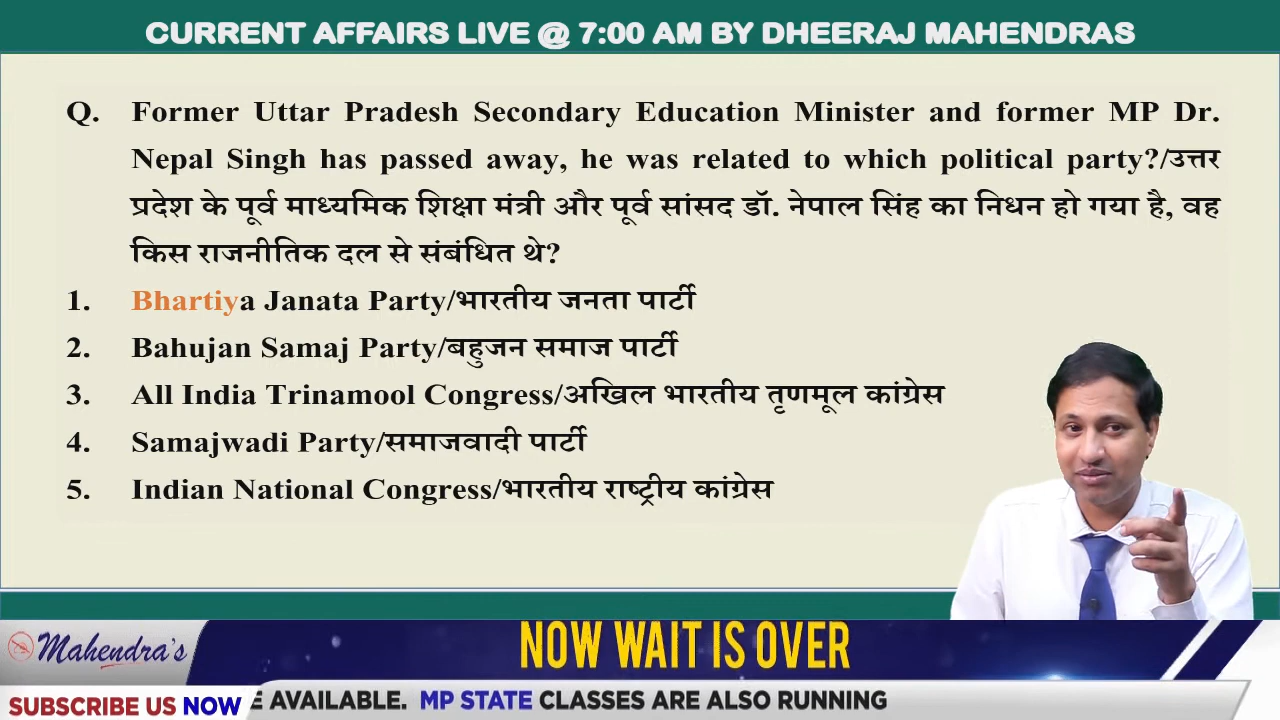 CURRENT AFFAIRS LIVE @ 7:00 AM BY DHEERAJ MAHENDRAS
Q. Former Uttar Pradesh Secondary Education Minister and former MP Dr.
Nepal Singh has passed away, he was related to which political party?/उत्तर
प्रदेश के पूर्व माध्यमिक शिक्षा मंत्री और पूर्व सांसद डॉ. नेपाल सिंह का निधन हो गया है, वह
किस राजनीतिक दल से संबंधित थे?
1. Bhartiya Janata Party/भारतीय जनता पार्टी
2. Bahujan Samaj Party/बहुजन समाज पार्टी
3. All India Trinamool Congress/अखिल भारतीय तृणमूल कांग्रेस
4. Samajwadi Party/समाजवादी पार्टी
5. Indian National Congress/भारतीय राष्ट्रीय कांग्रेस
Mahendra's
NOW WAIT IS OVER
SUBSCRIBE US NOW
E AVAILABLE. MP STATE CLASSES ARE ALSO RUNNING